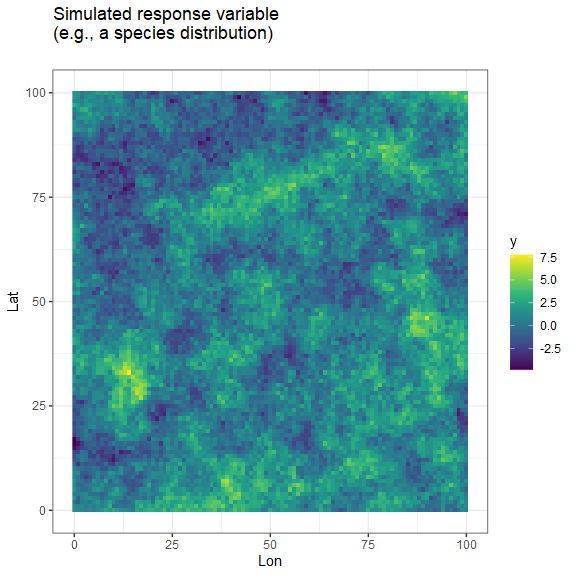 Simulated response variable
(e.g., a species distribution)
100
75
50
25
0
Lat
0 25 50 75 100
Lon
y
7.5
5.0
2.5
0.0
-2.5